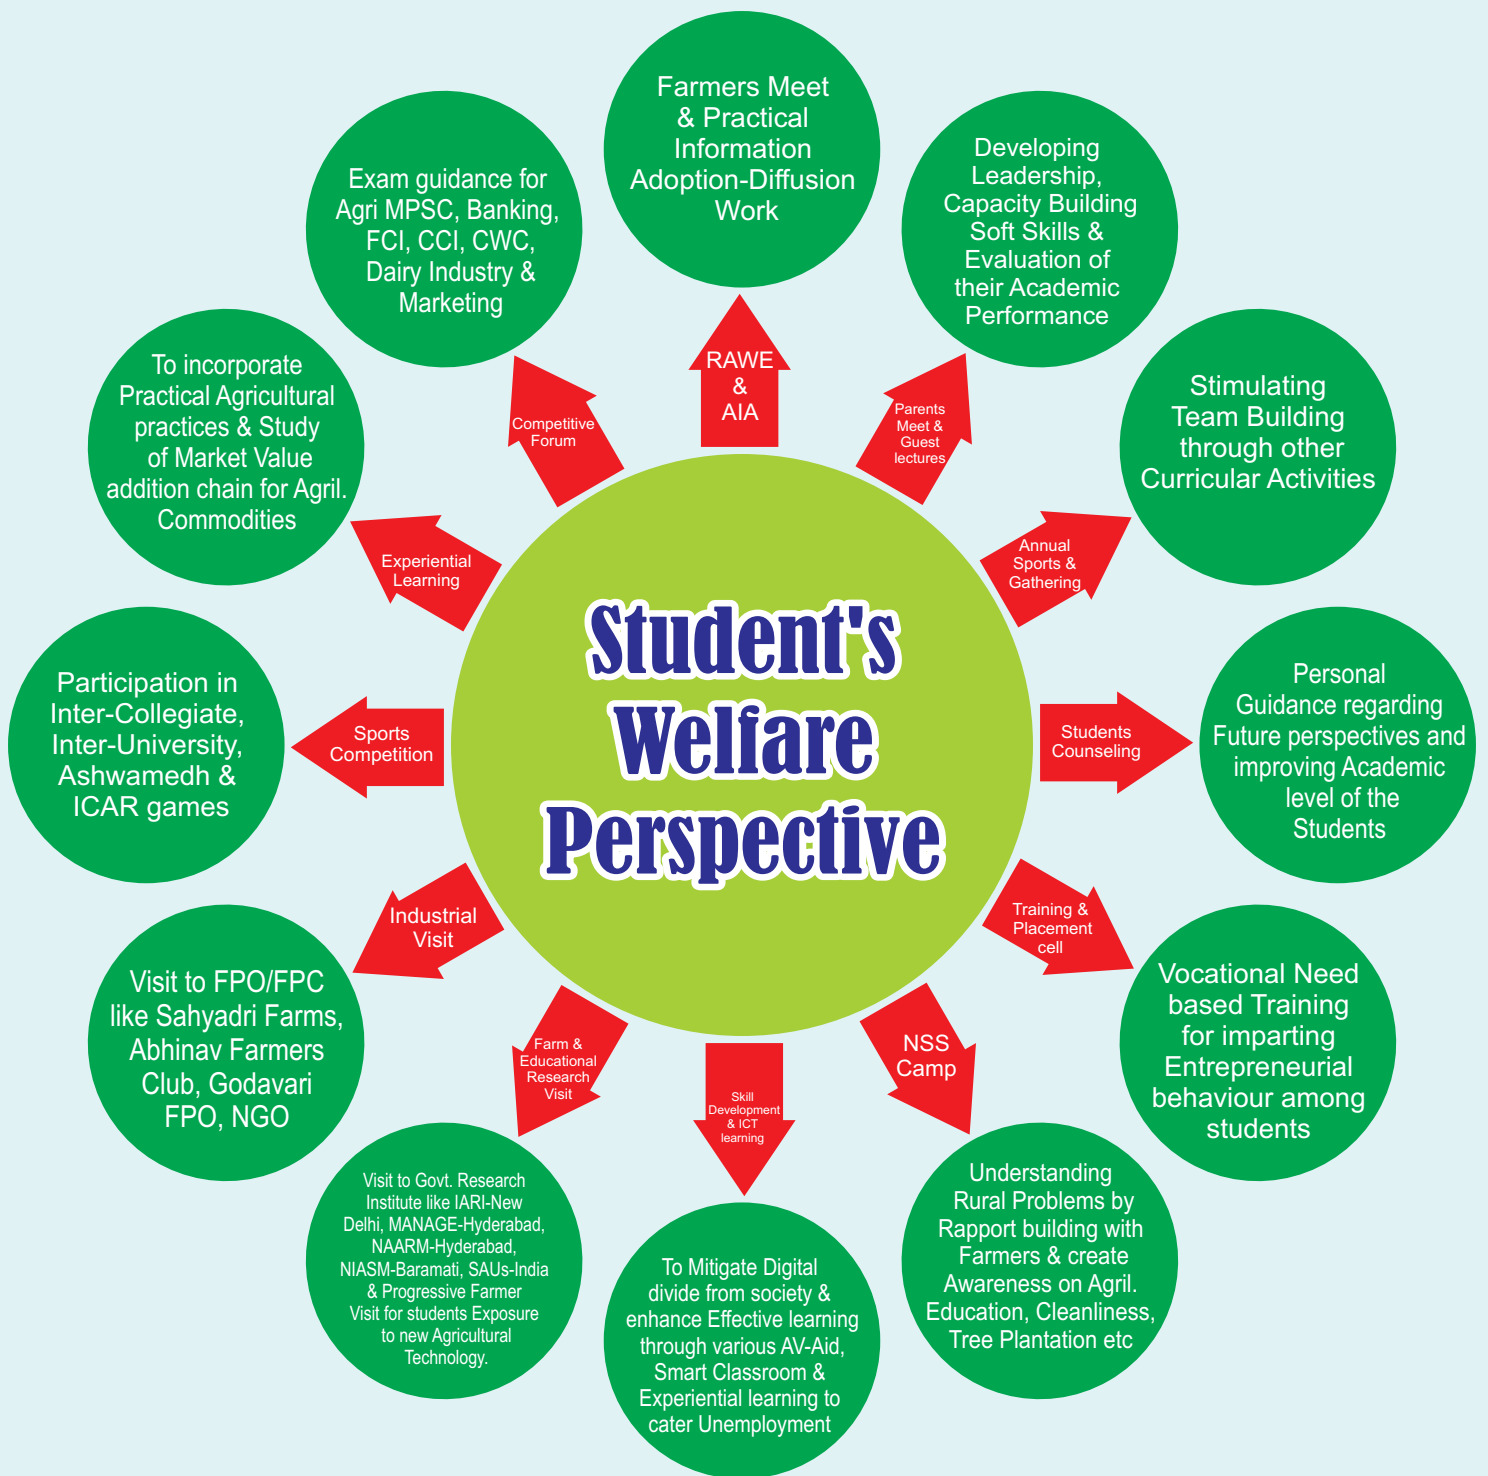 Student's
Welfare
Perspective
RAWE
&
AIA
Farmers Meet
& Practical
Information
Adoption-Diffusion
Work
Parents
Meet &
Guest
lectures
Developing
Leadership,
Capacity Building
Soft Skills &
Evaluation of
their Academic
Performance
Annual
Sports &
Gathering
Stimulating
Team Building
through other
Curricular Activities
Students
Counseling
Personal
Guidance regarding
Future perspectives and
improving Academic
level of the
Students
Training &
Placement
cell
Vocational Need
based Training
for imparting
Entrepreneurial
behaviour among
students
NSS
Camp
Understanding
Rural Problems by
Rapport building with
Farmers & create
Awareness on Agril.
Education, Cleanliness,
Tree Plantation etc
Skill
Development
& ICT
learning
To Mitigate Digital
divide from society &
enhance Effective learning
through various AV-Aid,
Smart Classroom &
Experiential learning to
cater Unemployment
Farm &
Educational
Research
Visit
Visit to Govt. Research
Institute like IARI-New
Delhi, MANAGE-Hyderabad,
NAARM-Hyderabad,
NIASM-Baramati, SAUs-India
& Progressive Farmer
Visit for students Exposure
to new Agricultural
Technology.
Industrial
Visit
Visit to FPO/FPC
like Sahyadri Farms,
Abhinav Farmers
Club, Godavari
FPO, NGO
Sports
Competition
Participation in
Inter-Collegiate,
Inter-University,
Ashwamedh &
ICAR games
Experiential
Learning
To incorporate
Practical Agricultural
practices & Study
of Market Value
addition chain for Agril.
Commodities
Competitive
Forum
Exam guidance for
Agri MPSC, Banking,
FCI, CCI, CWC,
Dairy Industry &
Marketing